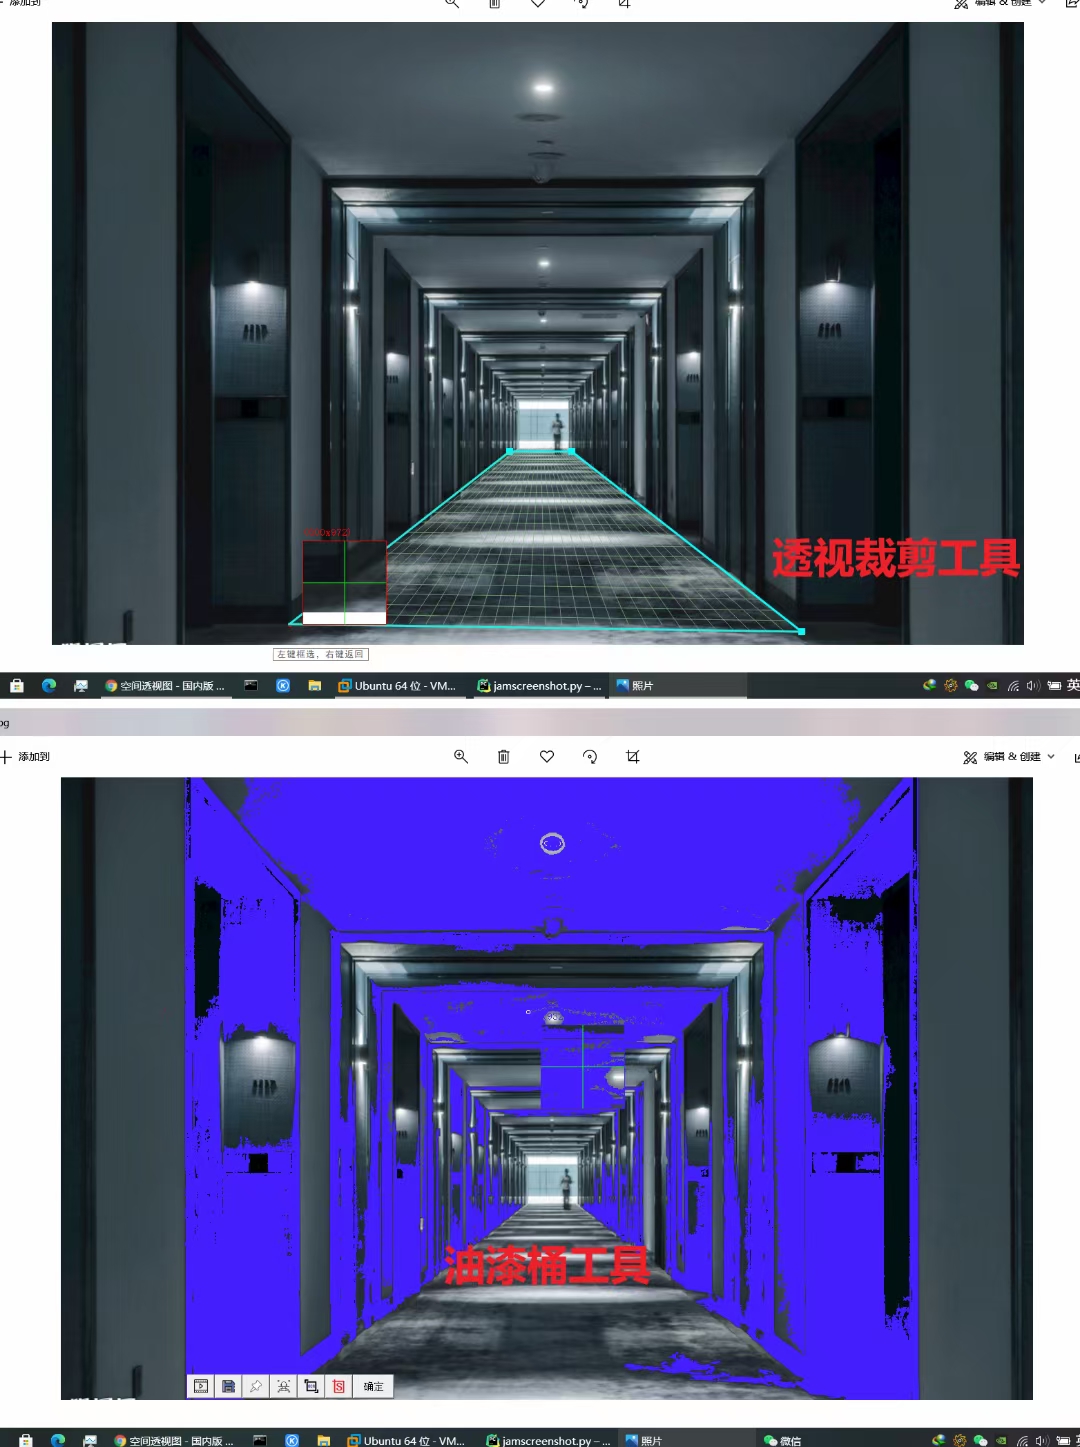 添加到
编辑 & 创建
透视裁剪工具
左键框选，右键返回
空间透视图 - 国内版 ...
Ubuntu 64 位 - VM...
jamscreenshot.py – ...
照片
英
og
添加到
编辑 & 创建
油漆桶工具
确定
空间透视图 - 国内版 ...
Ubuntu 64 位 - VM...
jamscreenshot.py – ...
照片
微信